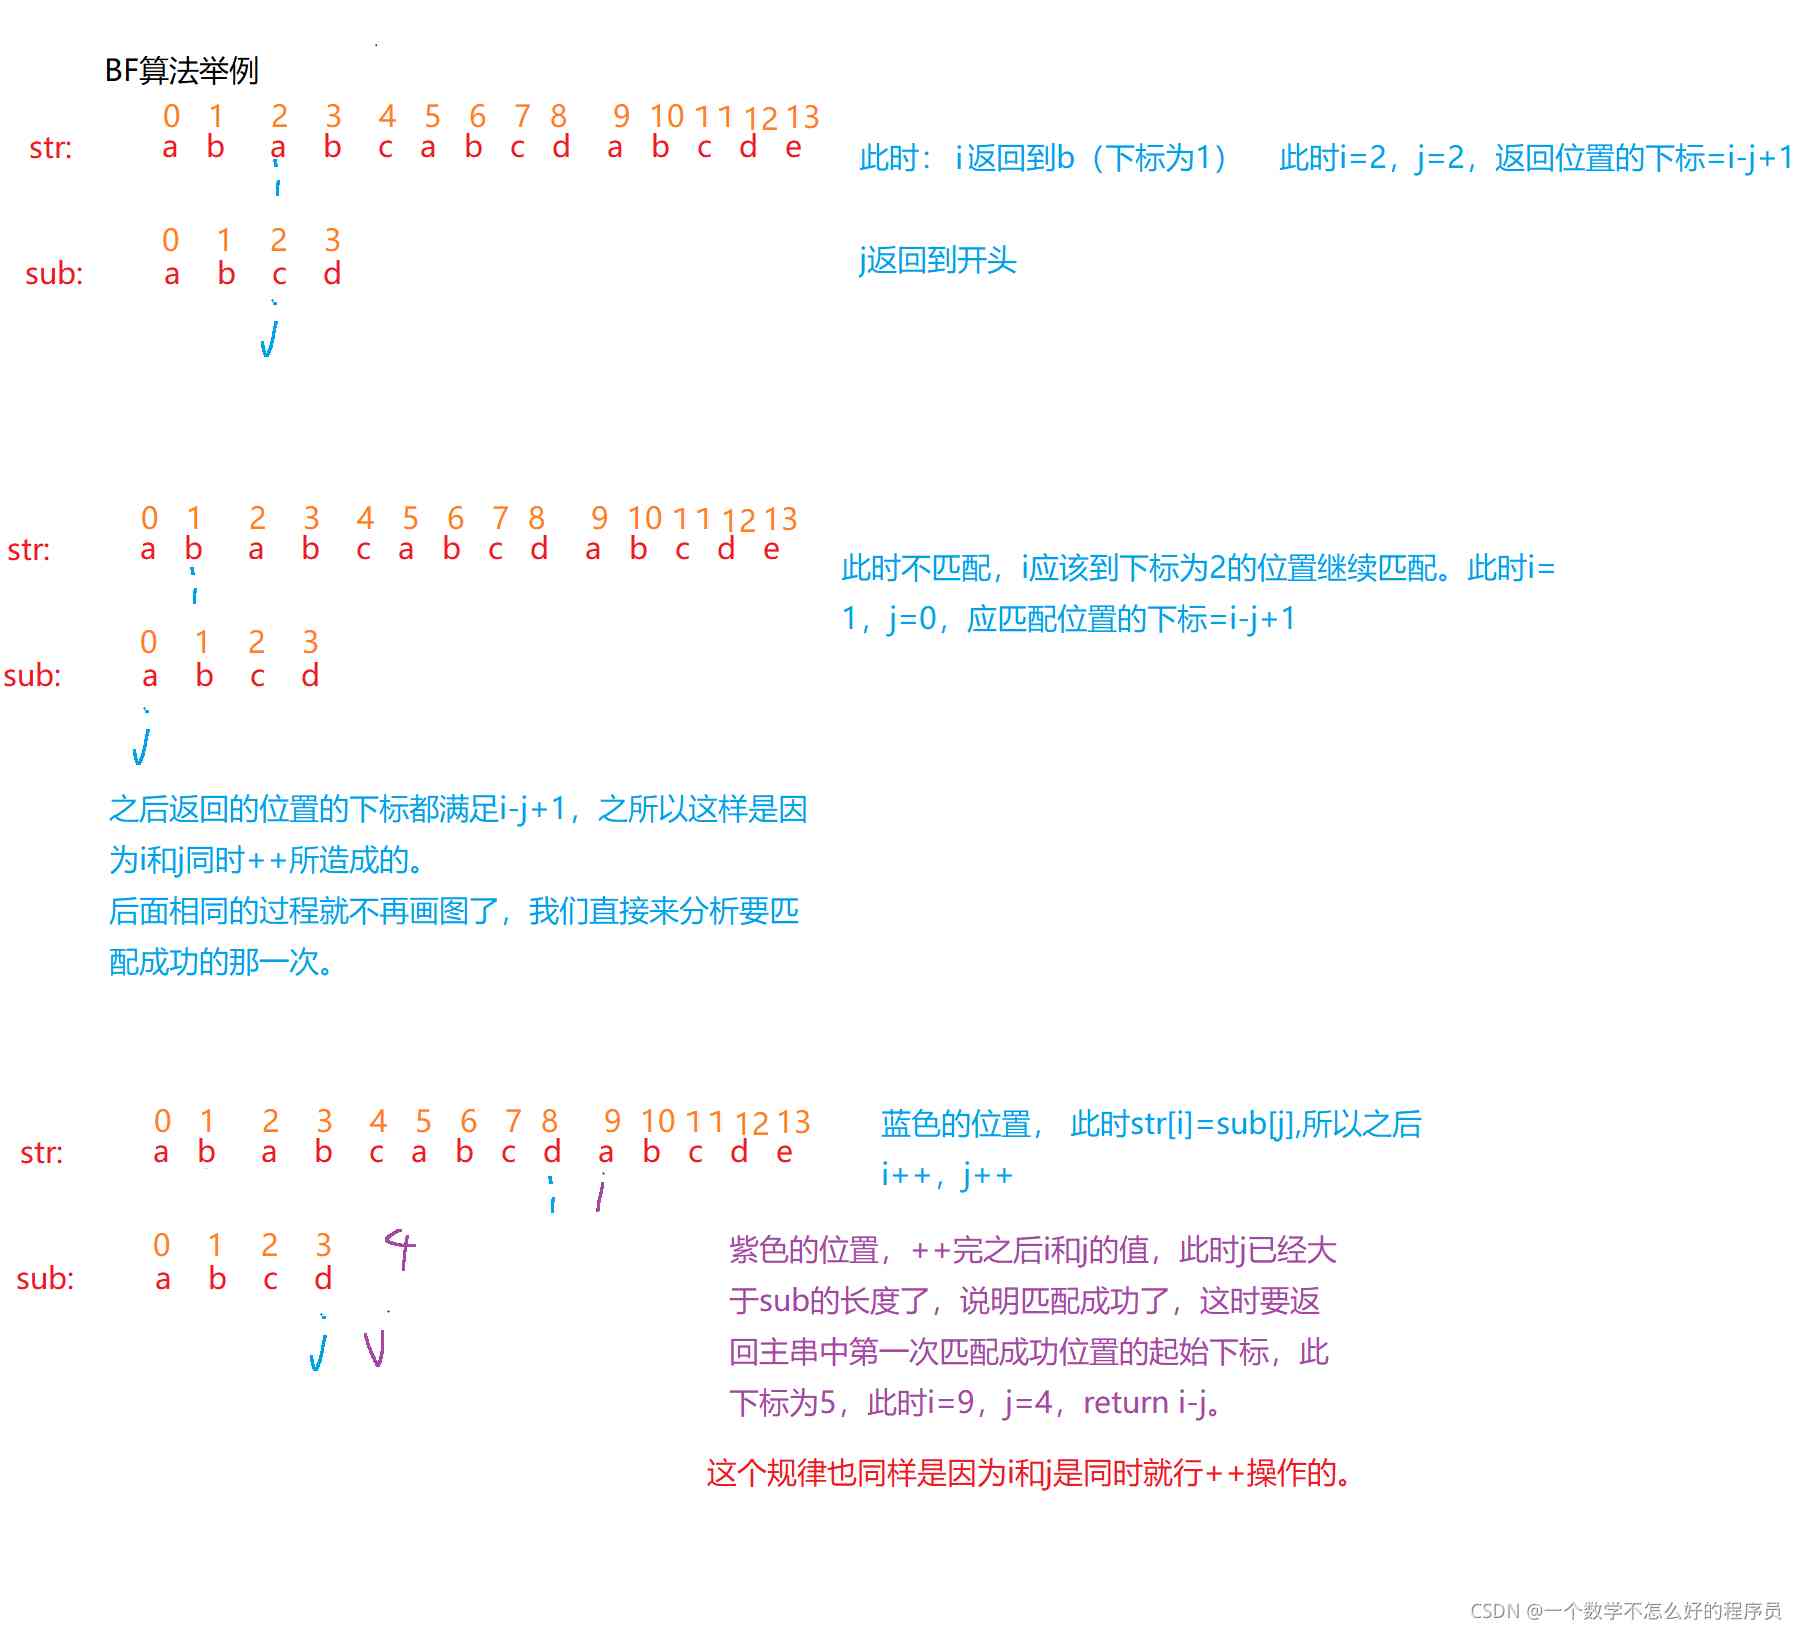 BF算法举例
0 1 2 3 4 5 6 7 8 9 10 11 12 13
str: a b a b c a b c d a b c d e
此时： i返回到b（下标为1） 此时i=2，j=2，返回位置的下标=i-j+1
i
0 1 2 3
sub: a b c d
j返回到开头
j
0 1 2 3 4 5 6 7 8 9 10 11 12 13
str: a b a b c a b c d a b c d e
此时不匹配，i应该到下标为2的位置继续匹配。此时i=
1，j=0，应匹配位置的下标=i-j+1
i
0 1 2 3
sub: a b c d
j
之后返回的位置的下标都满足i-j+1，之所以这样是因
为i和j同时++所造成的。
后面相同的过程就不再画图了，我们直接来分析要匹
配成功的那一次。
0 1 2 3 4 5 6 7 8 9 10 11 12 13
str: a b a b c a b c d a b c d e
蓝色的位置， 此时str[i]=sub[j],所以之后
i++，j++
i i
0 1 2 3 4
sub: a b c d
j j
紫色的位置，++完之后i和j的值，此时j已经大
于sub的长度了，说明匹配成功了，这时要返
回主串中第一次匹配成功位置的起始下标，此
下标为5，此时i=9，j=4，return i-j。
这个规律也同样是因为i和j是同时就行++操作的。
CSDN @一个数学不怎么好的程序员